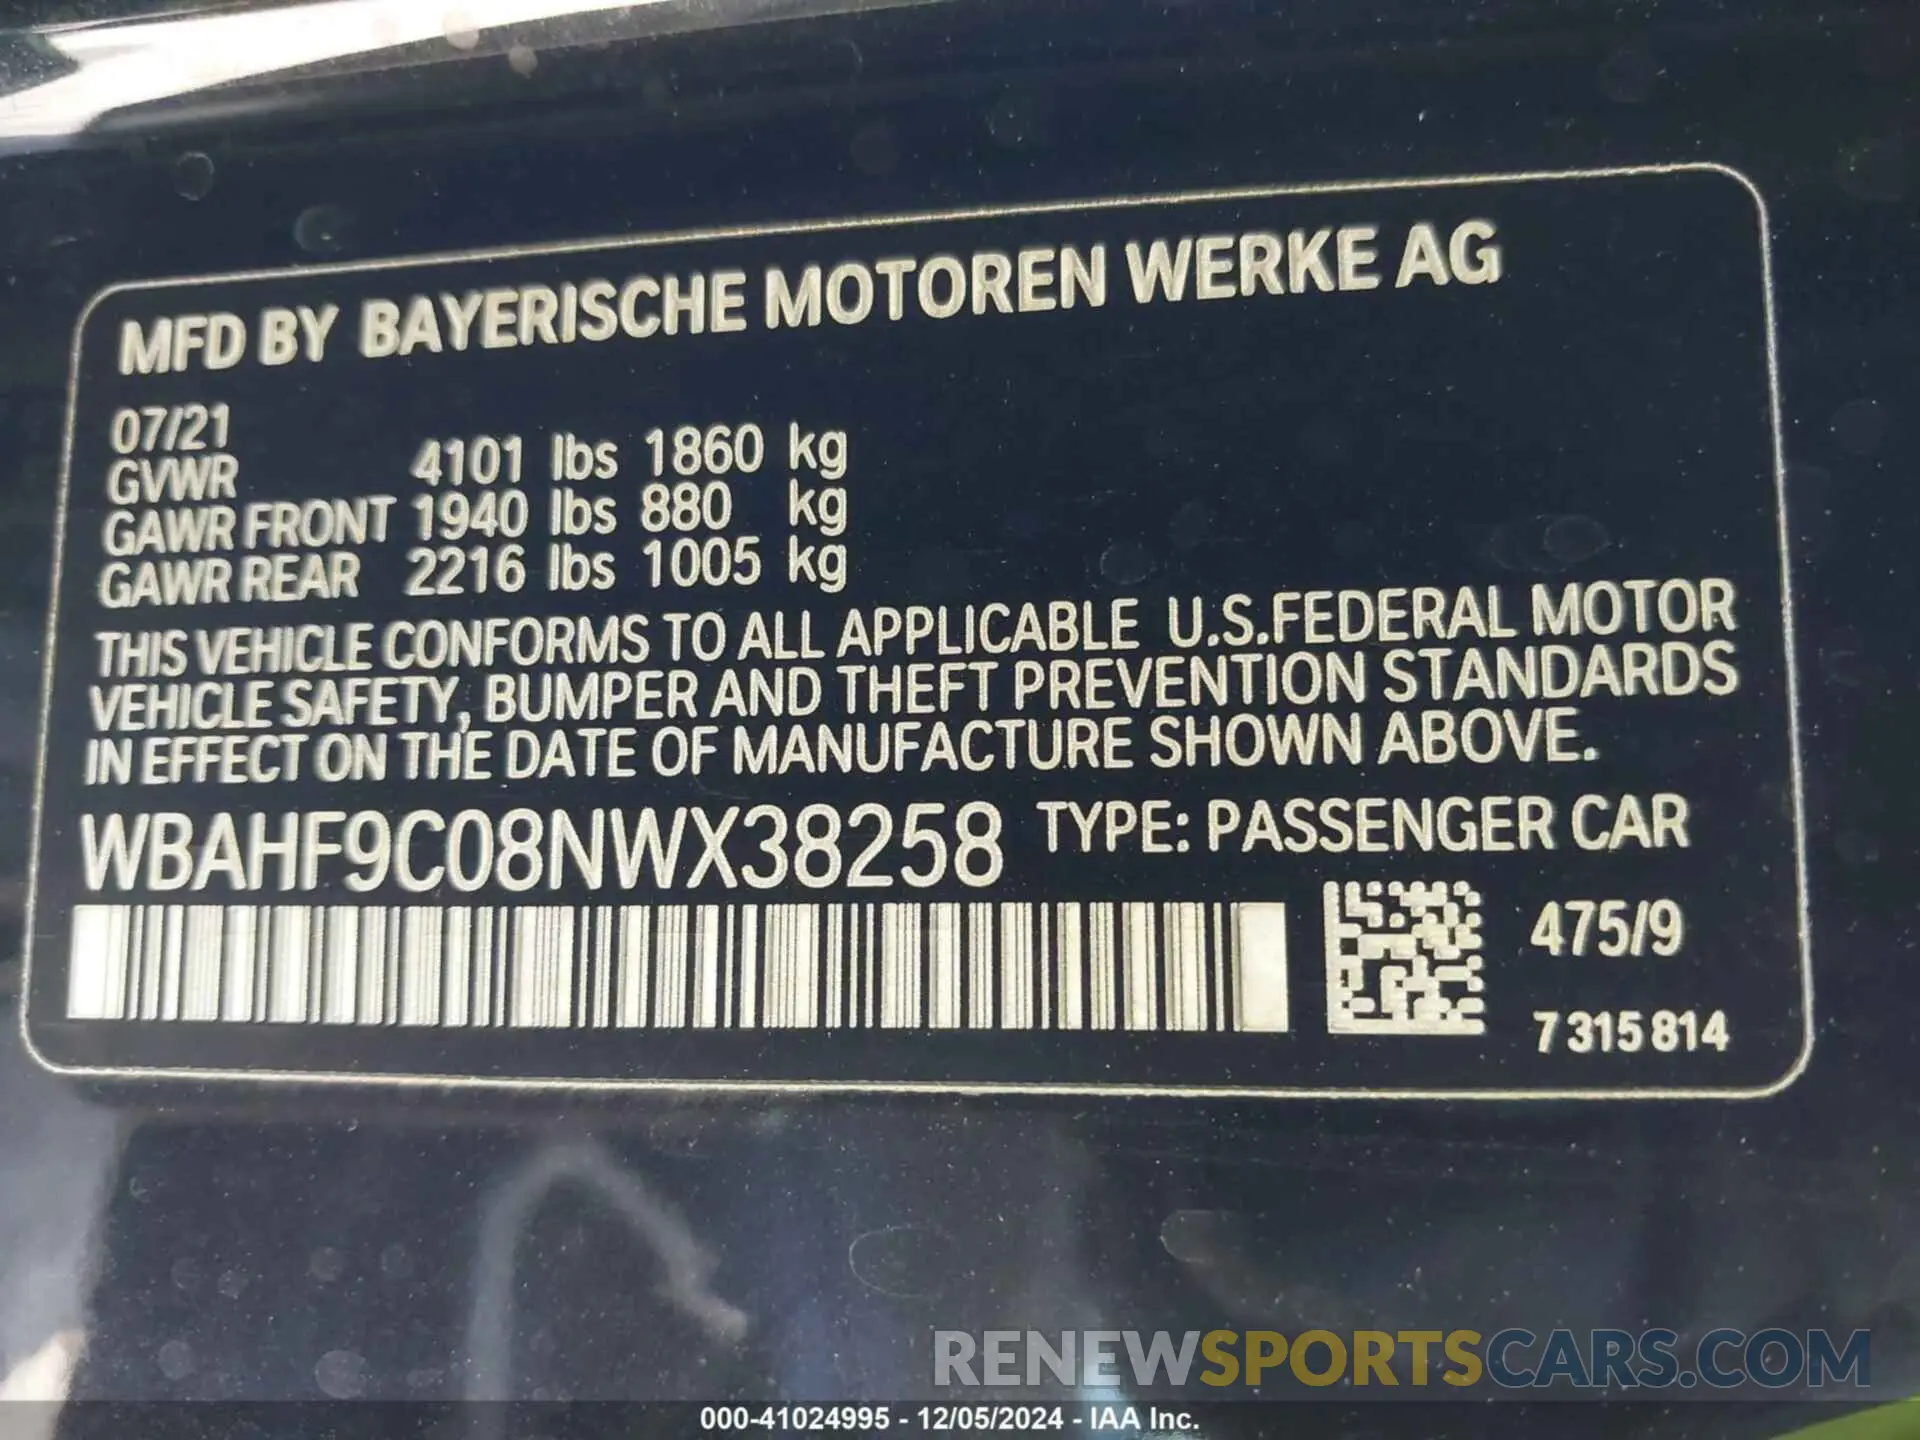 MFD BY BAYERISCHE MOTOREN WERKE AG
07/21
GVWR 4101 lbs 1860 kg
GAWR FRONT 1940 lbs 880 kg
GAWR REAR 2216 lbs 1005 kg
THIS VEHICLE CONFORMS TO ALL APPLICABLE U.S.FEDERAL MOTOR
VEHICLE SAFETY, BUMPER AND THEFT PREVENTION STANDARDS
IN EFFECT ON THE DATE OF MANUFACTURE SHOWN ABOVE.
WBAHF9C08NWX38258 TYPE: PASSENGER CAR
475/9
7 315 814
RENEWSPORTSCARS.COM
000-41024995 - 12/05/2024 - IAA Inc.